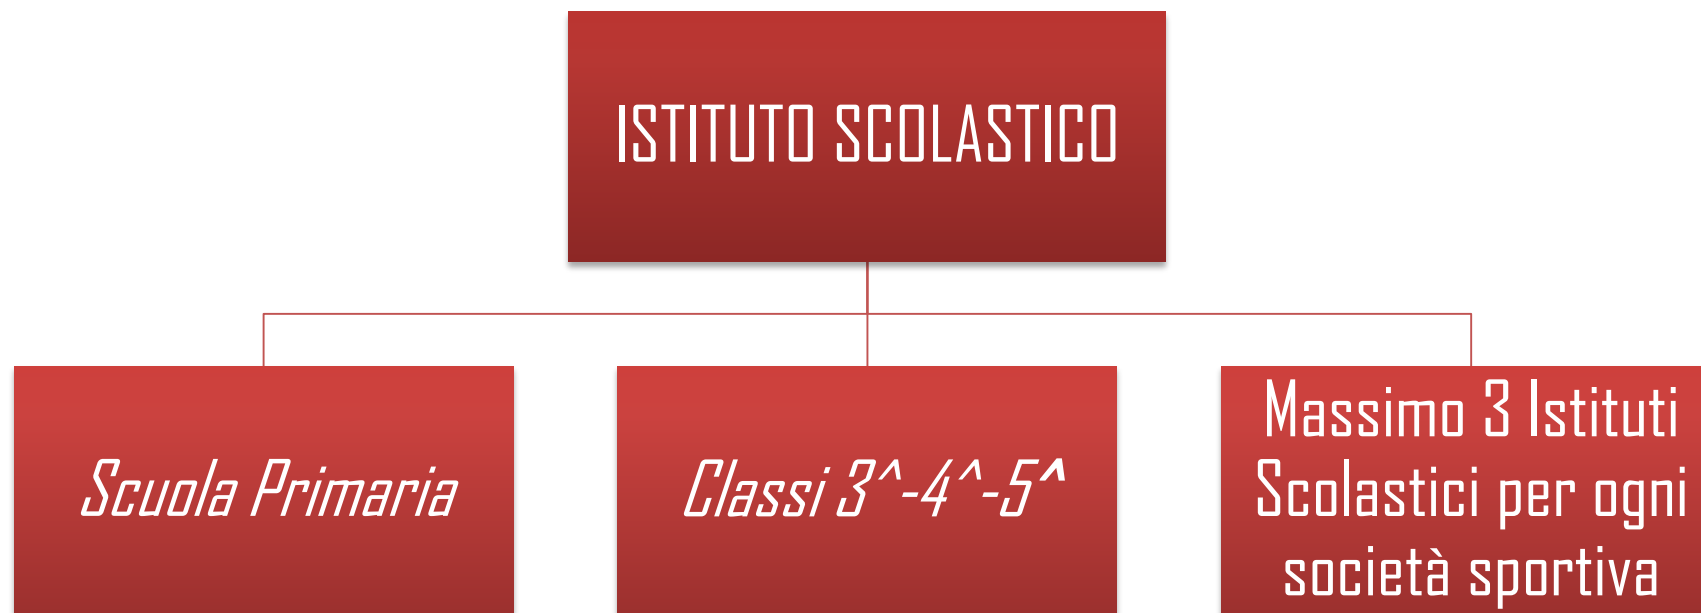 ISTITUTO SCOLASTICO
Scuola Primaria
Classi 3^-4^-5^
Massimo 3 Istituti
Scolastici per ogni
società sportiva